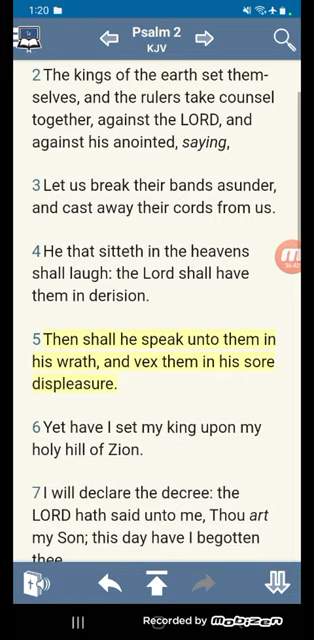 1:20
Psalm 2
KJV
2 The kings of the earth set them-
selves, and the rulers take counsel
together, against the LORD, and
against his anointed, saying,
3 Let us break their bands asunder,
and cast away their cords from us.
4 He that sitteth in the heavens
shall laugh: the Lord shall have
them in derision.
5 Then shall he speak unto them in
his wrath, and vex them in his sore
displeasure.
6 Yet have I set my king upon my
holy hill of Zion.
7 I will declare the decree: the
LORD hath said unto me, Thou art
my Son; this day have I begotten
thee
Recorded by mobizen